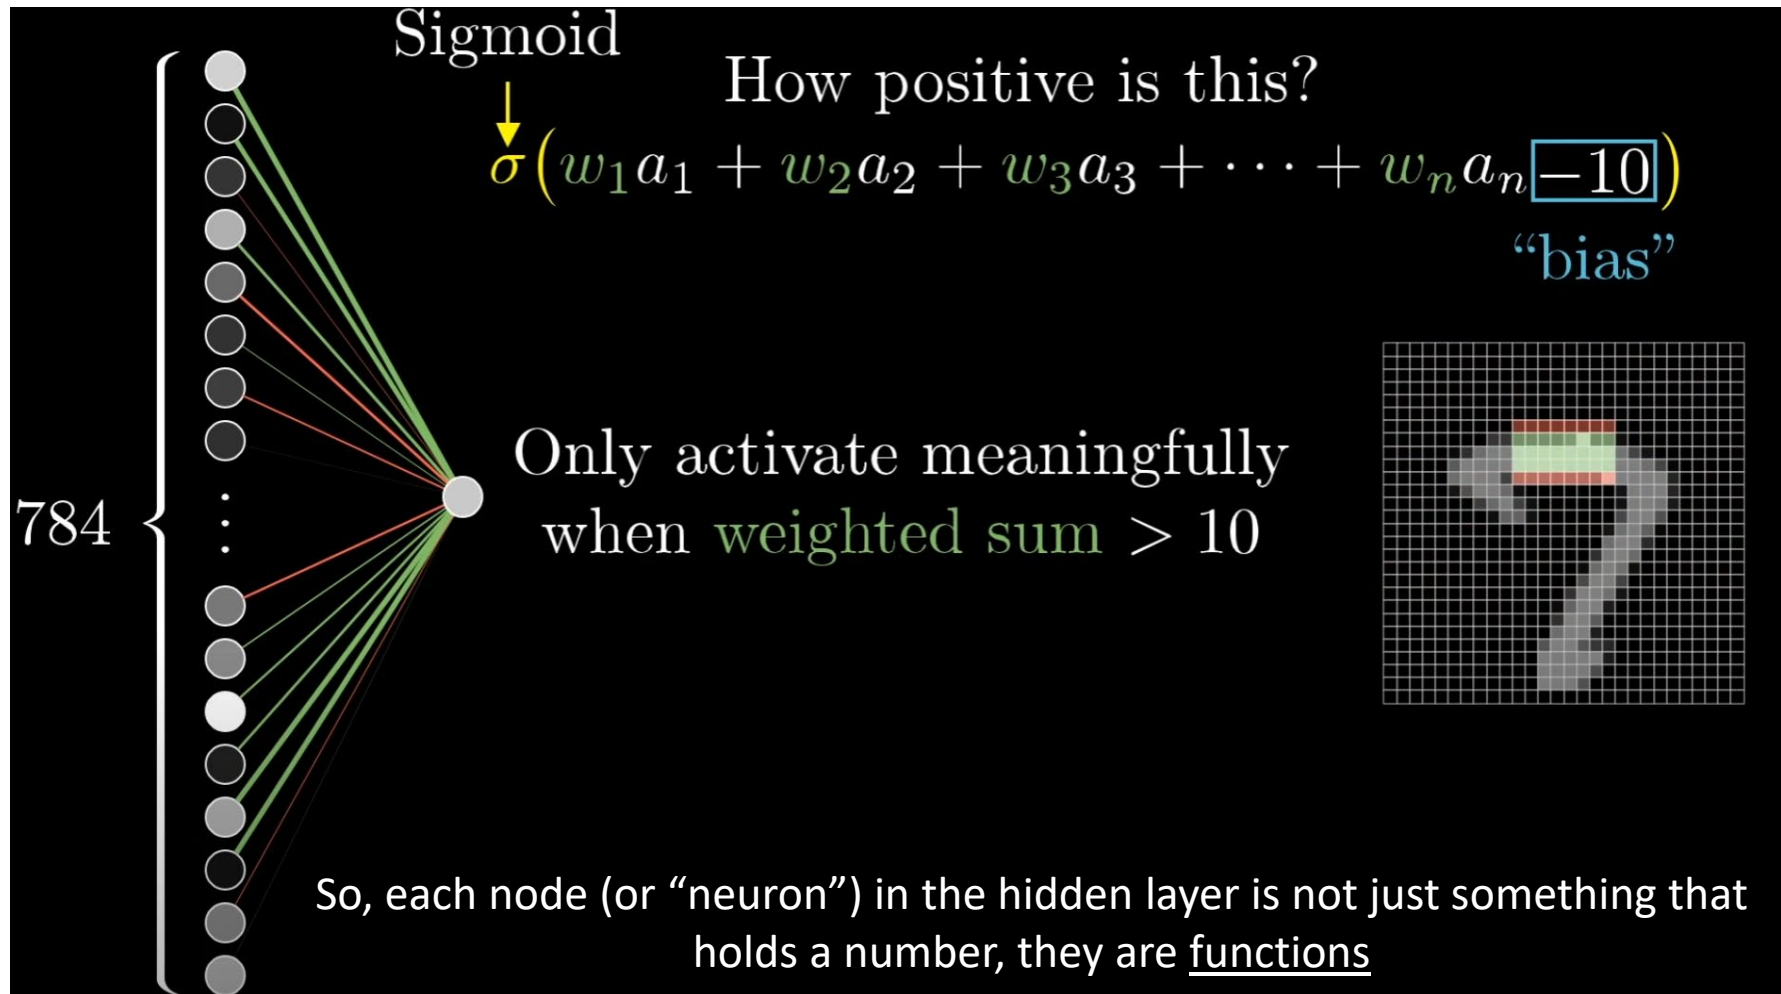 Sigmoid
How positive is this?
σ(w₁a₁ + w₂a₂ + w₃a₃ + ⋯ + wₙaₙ −10)
“bias”
784
Only activate meaningfully
when weighted sum > 10
So, each node (or “neuron”) in the hidden layer is not just something that
holds a number, they are functions